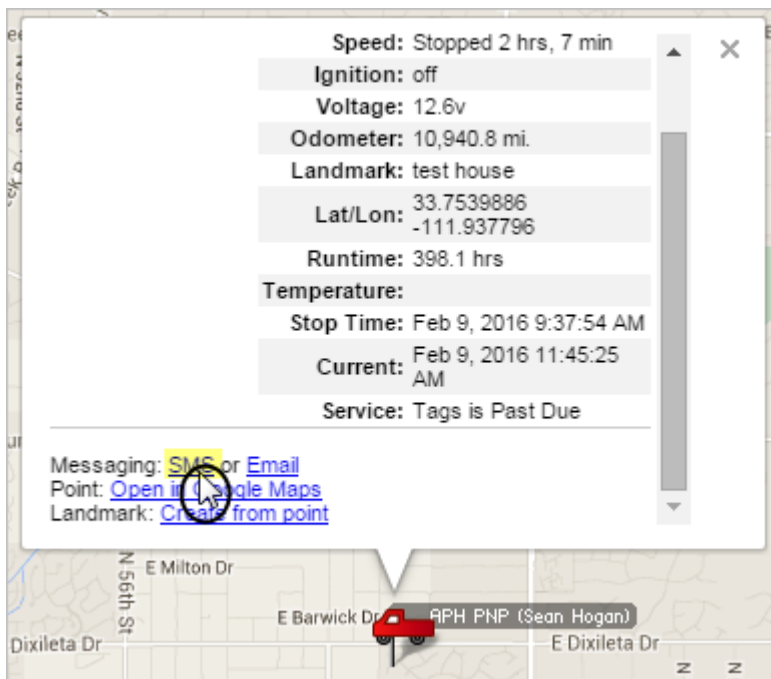 Speed: Stopped 2 hrs, 7 min
Ignition: off
Voltage: 12.6v
Odometer: 10,940.8 mi.
Landmark: test house
Lat/Lon: 33.7539886
-111.937796
Runtime: 398.1 hrs
Temperature:
Stop Time: Feb 9, 2016 9:37:54 AM
Current: Feb 9, 2016 11:45:25
AM
Service: Tags is Past Due
Messaging: SMS or Email
Point: Open in Google Maps
Landmark: Create from point
N 56th St
E Milton Dr
E Barwick Dr
APH PNP (Sean Hogan)
Dixileta Dr
E Dixileta Dr
N
N